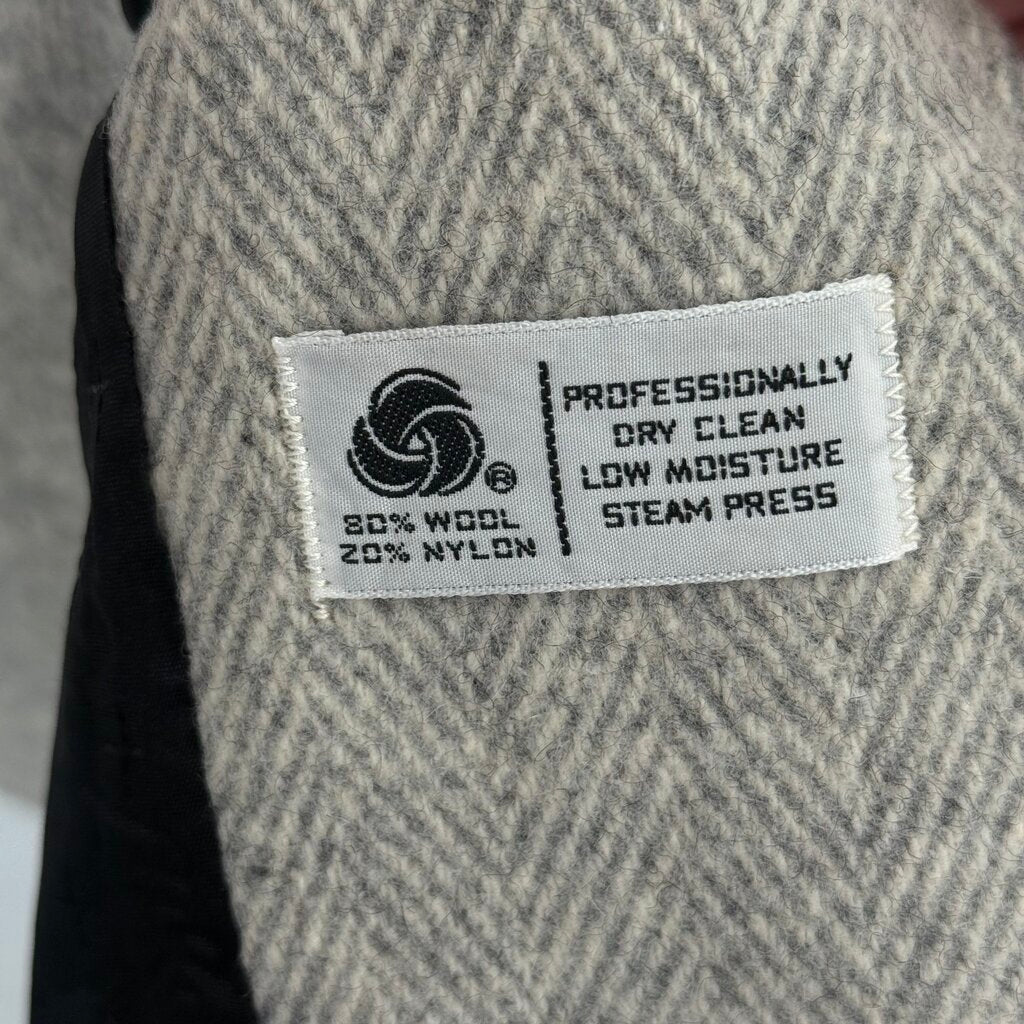 ®
80% WOOL
20% NYLON
PROFESSIONALLY
DRY CLEAN
LOW MOISTURE
STEAM PRESS